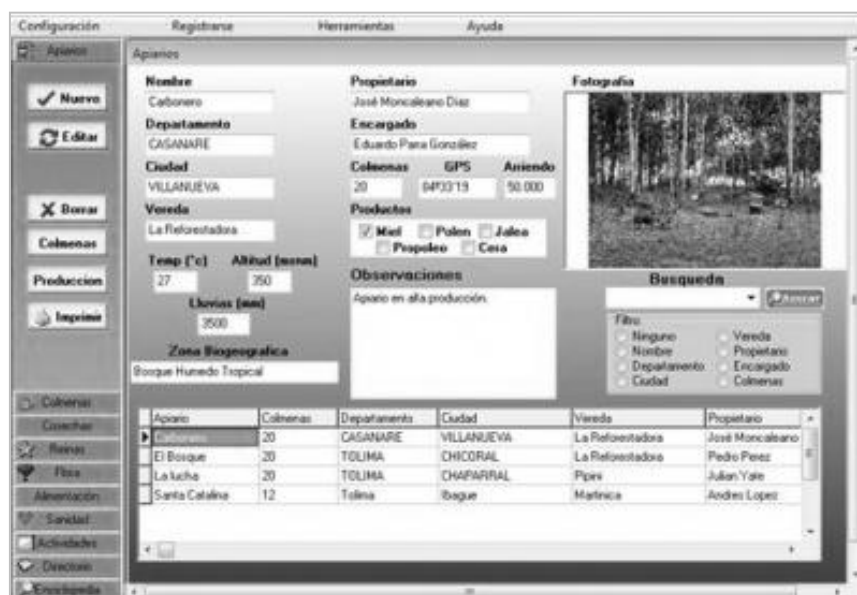 Configuración Registrarse Herramientas Ayuda
Apiarios
Nuevo
Editar
Borrar
Colmenas
Produccion
Imprimir
Colmenas
Cosechas
Reinas
Flora
Alimentación
Sanidad
Actividades
Directorio
Enciclopedia
Apiarios
Nombre
Carbonero
Departamento
CASANARE
Ciudad
VILLANUEVA
Vereda
La Reforestadora
Temp (°c) Altitud (msnm)
27 350
Lluvias (mm)
3500
Zona Biogeografica
Bosque Humedo Tropical
Propietario
José Moncaleano Diaz
Encargado
Eduardo Parra González
Colmenas GPS Arriendo
20 04º33'19 50.000
Productos
Miel Polen Jalea
Propoleo Cera
Observaciones
Apiario en alta producción.
Fotografia
Busqueda
Buscar
Filtro
Ninguno Vereda
Nombre Propietario
Departamento Encargado
Ciudad Colmenas
Apiario Colmenas Departamento Ciudad Vereda Propietario
Carbonero 20 CASANARE VILLANUEVA La Reforestadora José Moncaleano
El Bosque 20 TOLIMA CHICORAL La Reforestadora Pedro Perez
La lucha 20 TOLIMA CHAPARRAL Pipini Julian Yate
Santa Catalina 12 Tolima Ibague Martinica Andres Lopez